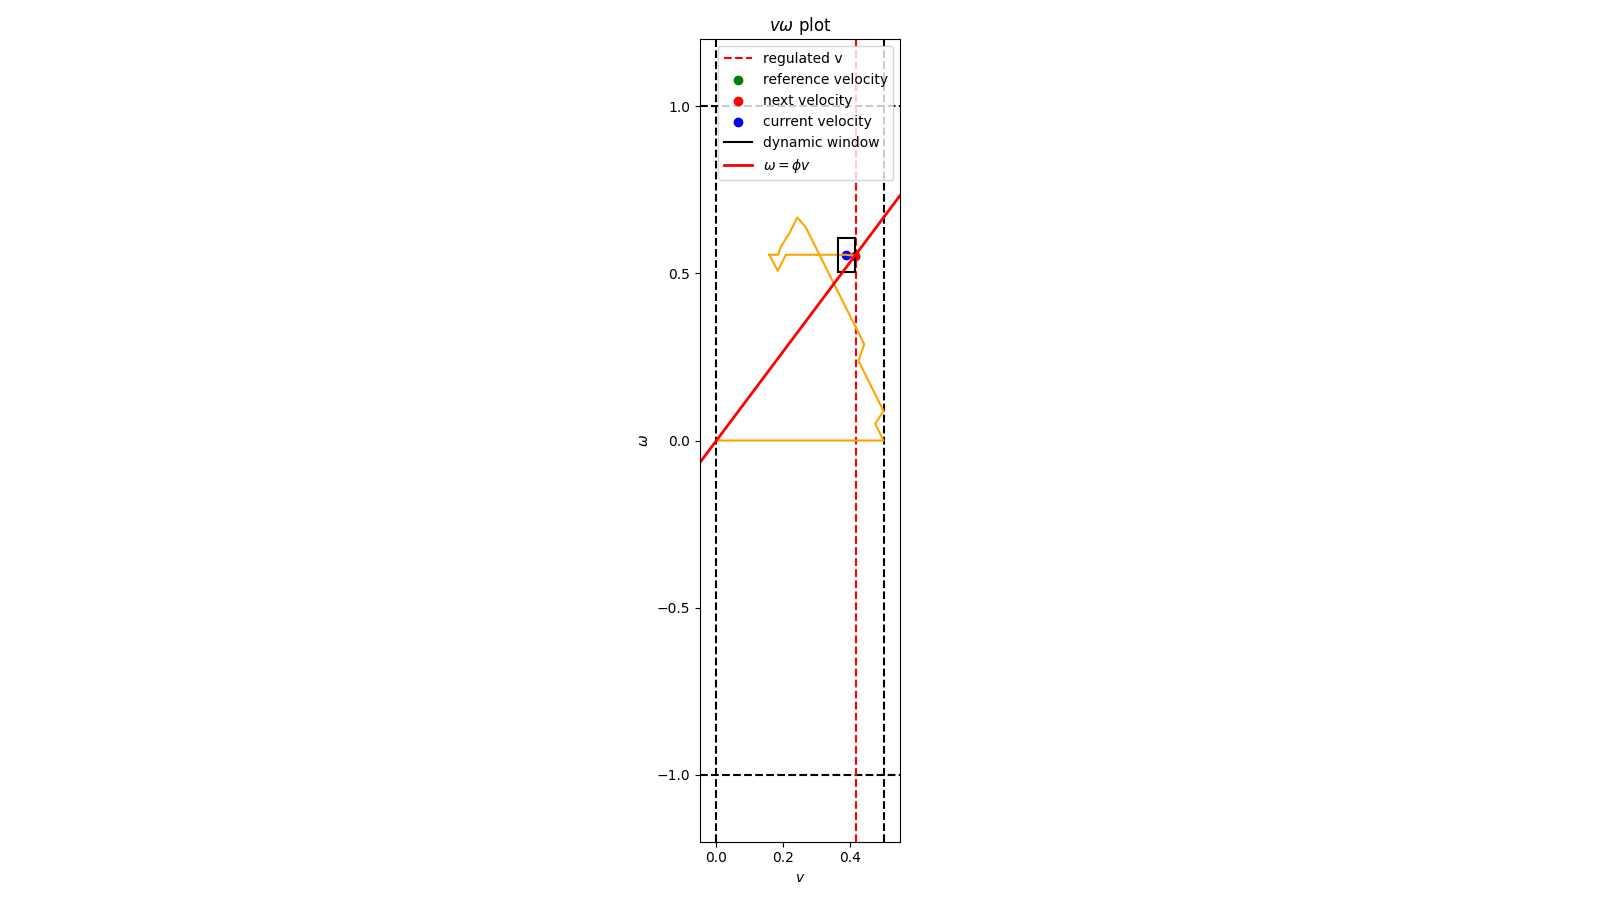 vω plot
regulated v
reference velocity
next velocity
current velocity
dynamic window
ω = ϕv
1.0
0.5
0.0
−0.5
−1.0
ω
0.0 0.2 0.4
v